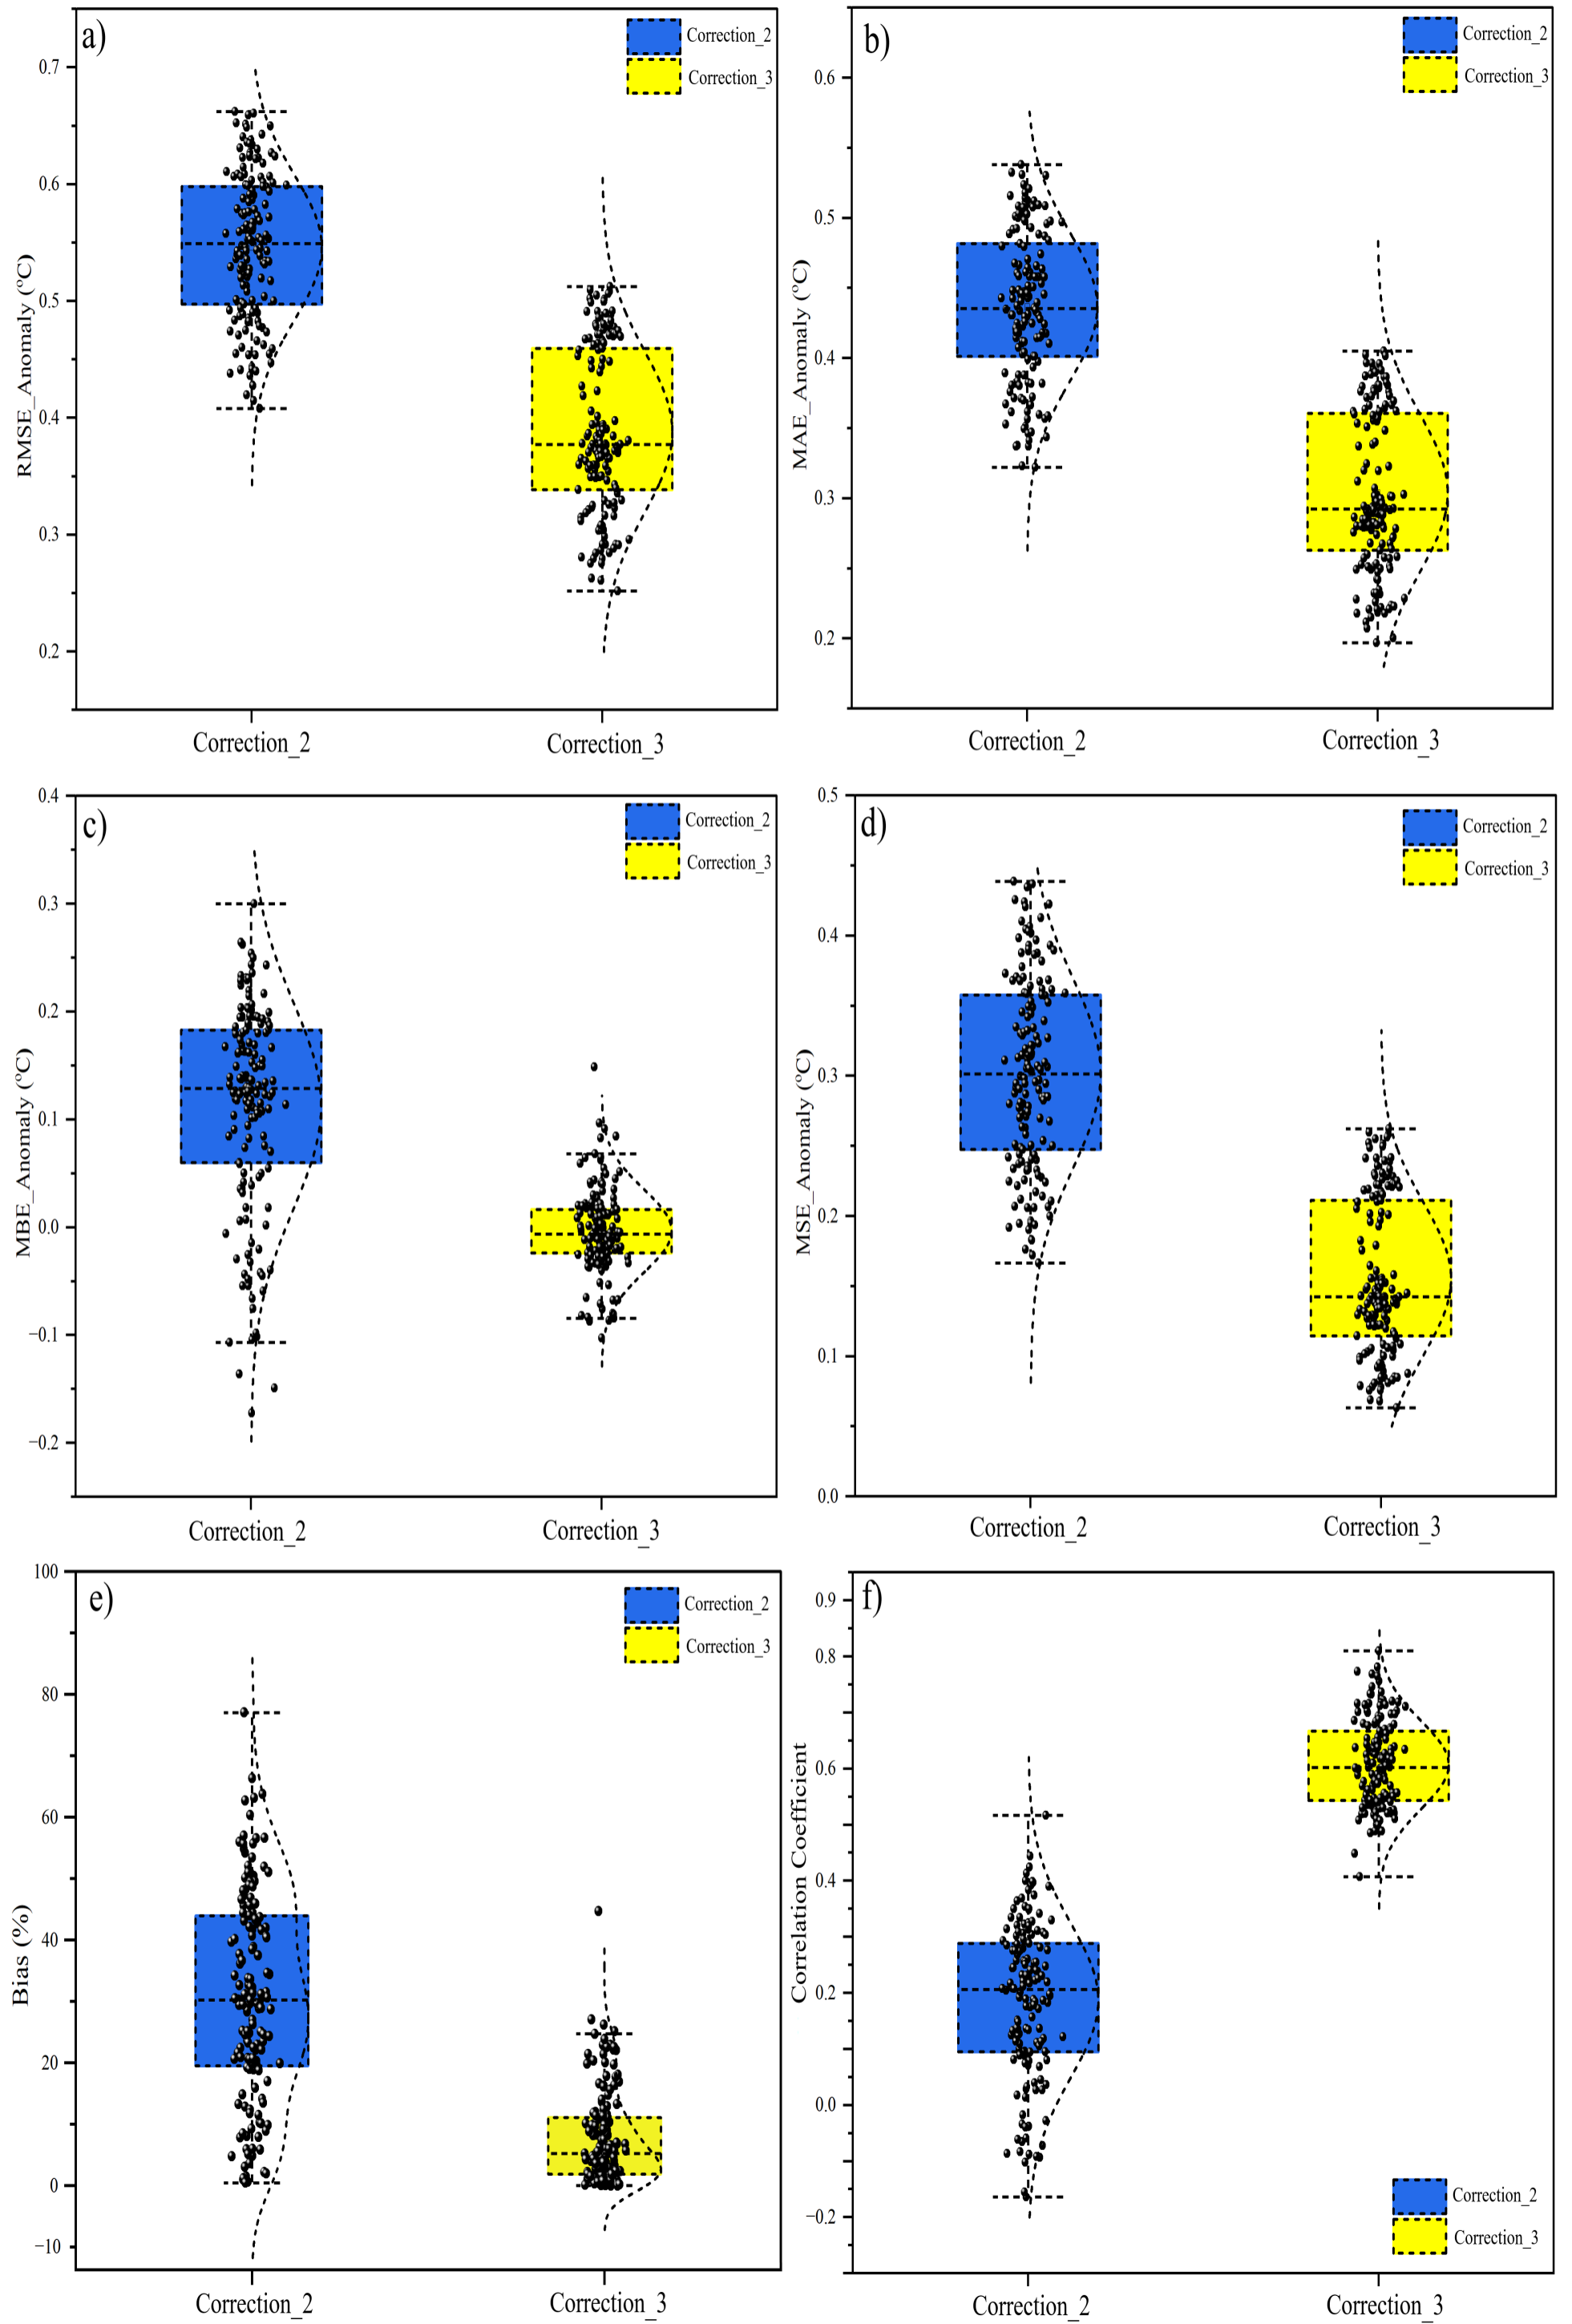 a)
Correction_2
Correction_3
0.7
0.6
0.5
0.4
0.3
0.2
RMSE_Anomaly (ºC)
Correction_2
Correction_3
b)
Correction_2
Correction_3
0.6
0.5
0.4
0.3
0.2
MAE_Anomaly (ºC)
Correction_2
Correction_3
c)
Correction_2
Correction_3
0.4
0.3
0.2
0.1
0.0
−0.1
−0.2
MBE_Anomaly (ºC)
Correction_2
Correction_3
d)
Correction_2
Correction_3
0.5
0.4
0.3
0.2
0.1
0.0
MSE_Anomaly (ºC)
Correction_2
Correction_3
e)
Correction_2
Correction_3
100
80
60
40
20
0
−10
Bias (%)
Correction_2
Correction_3
f)
0.9
0.8
0.6
0.4
0.2
0.0
−0.2
Correlation Coefficient
Correction_2
Correction_3
Correction_2
Correction_3